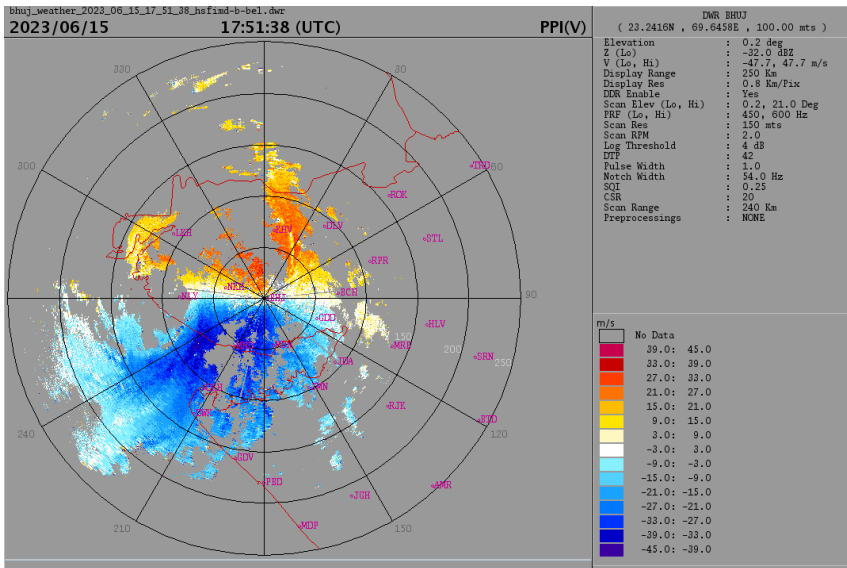 bhuj_weather_2023_06_15_17_51_38_hsfimd-b-bel.dwr
2023/06/15 17:51:38 (UTC) PPI(V)
DWR BHUJ
( 23.2416N , 69.6458E , 100.00 mts )
Elevation : 0.2 deg
Z (Lo) : -32.0 dBZ
V (Lo, Hi) : -47.7, 47.7 m/s
Display Range : 250 Km
Display Res : 0.8 Km/Pix
DDR Enable : Yes
Scan Elev (Lo, Hi) : 0.2, 21.0 Deg
PRF (Lo, Hi) : 450, 600 Hz
Scan Res : 150 mts
Scan RPM : 2.0
Log Threshold : 4 dB
DTP : 42
Pulse Width : 1.0
Notch Width : 54.0 Hz
SQI : 0.25
CSR : 20
Scan Range : 240 Km
Preprocessings : NONE
330
30
300
60
TRD
ROK
LKH
KHV
DLV
STL
RPR
NKH
NLY
BHJ
BCH
90
GDD
HLV
150
MRB
200
SRN
250
JDA
RJK
STD
240
120
GDV
PBD
JGH
AMR
210
MDP
150
m/s
No Data
39.0: 45.0
33.0: 39.0
27.0: 33.0
21.0: 27.0
15.0: 21.0
9.0: 15.0
3.0: 9.0
-3.0: 3.0
-9.0: -3.0
-15.0: -9.0
-21.0: -15.0
-27.0: -21.0
-33.0: -27.0
-39.0: -33.0
-45.0: -39.0